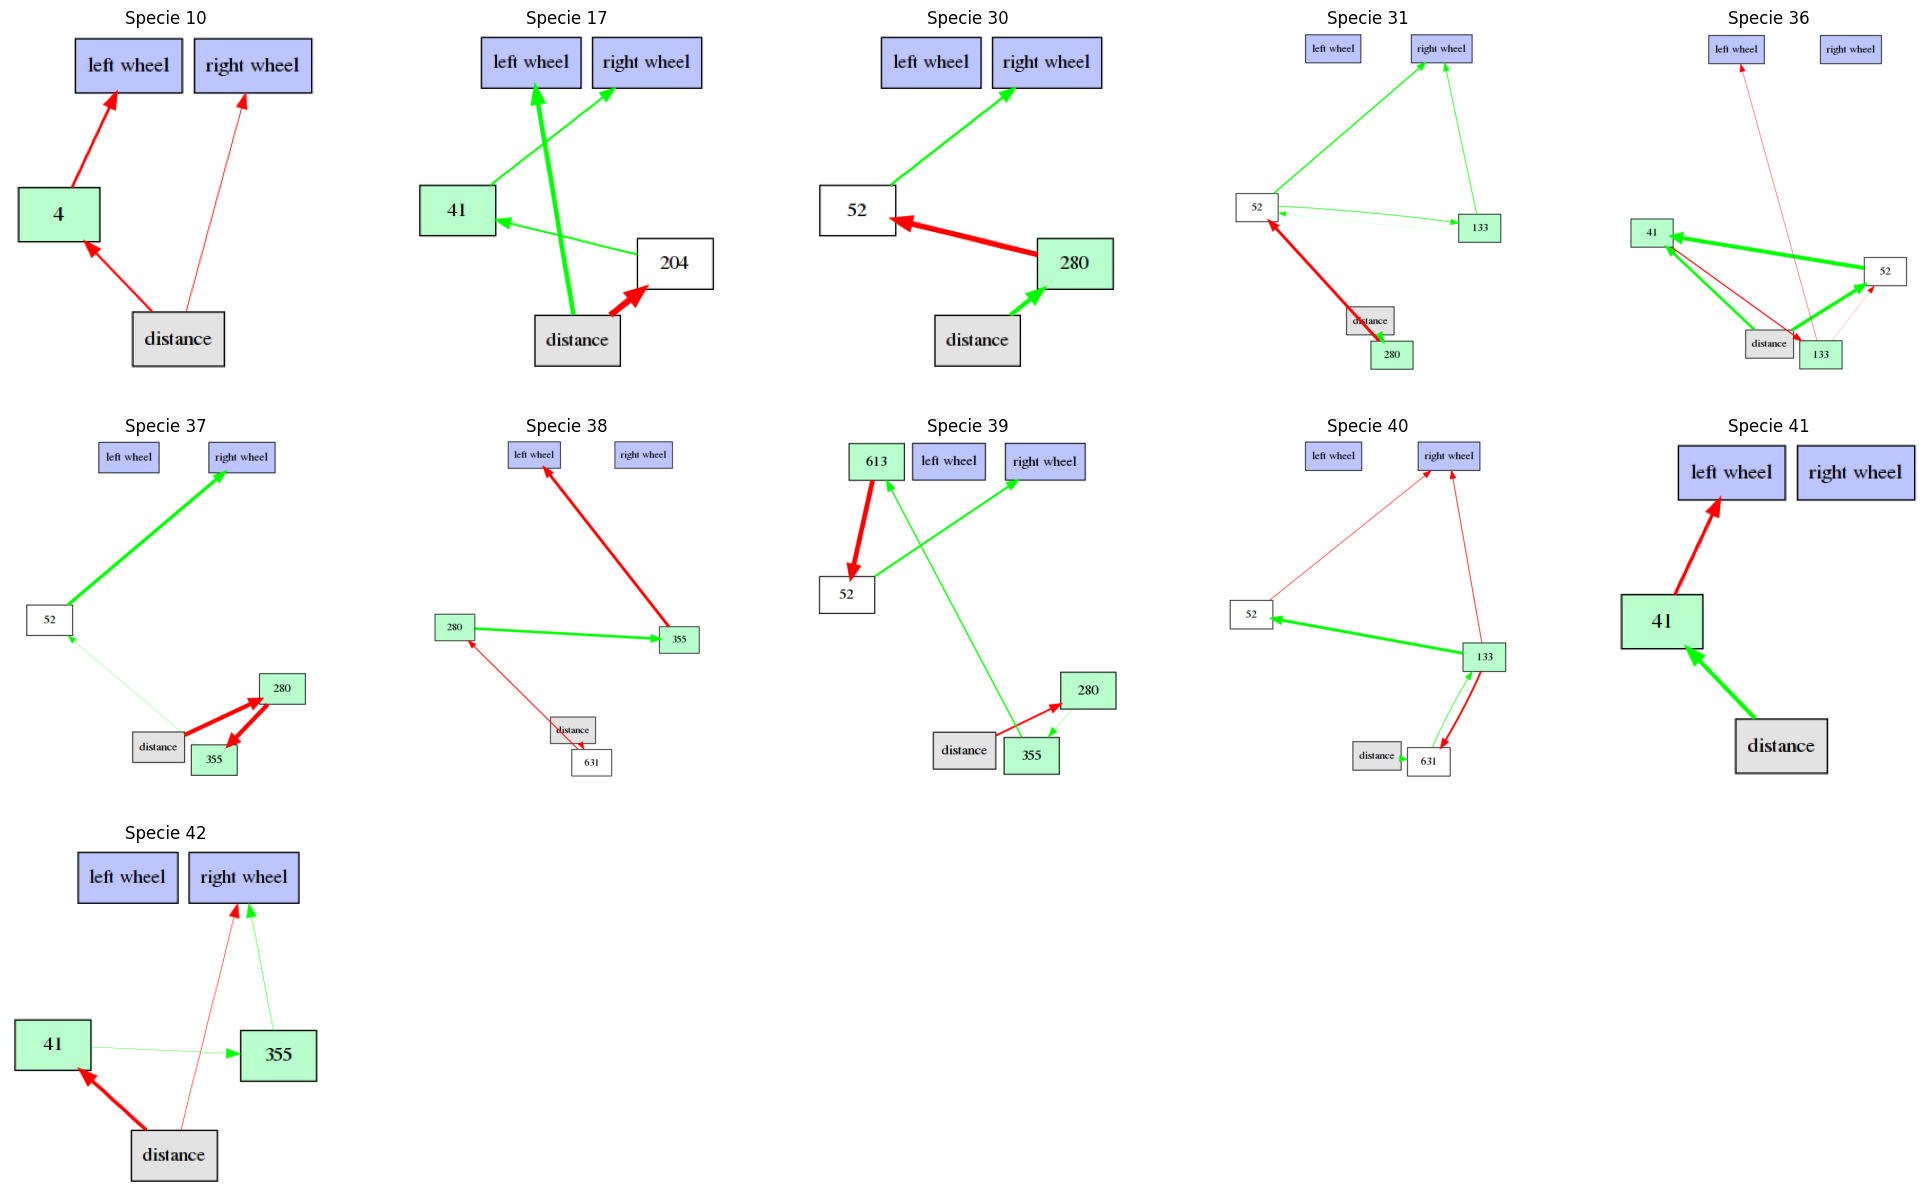 Specie 10
left wheel
right wheel
4
distance
Specie 17
left wheel
right wheel
41
204
distance
Specie 30
left wheel
right wheel
52
280
distance
Specie 31
left wheel
right wheel
52
133
distance
280
Specie 36
left wheel
right wheel
41
52
distance
133
Specie 37
left wheel
right wheel
52
280
distance
355
Specie 38
left wheel
right wheel
280
355
distance
631
Specie 39
613
left wheel
right wheel
52
280
distance
355
Specie 40
left wheel
right wheel
52
133
distance
631
Specie 41
left wheel
right wheel
41
distance
Specie 42
left wheel
right wheel
41
355
distance